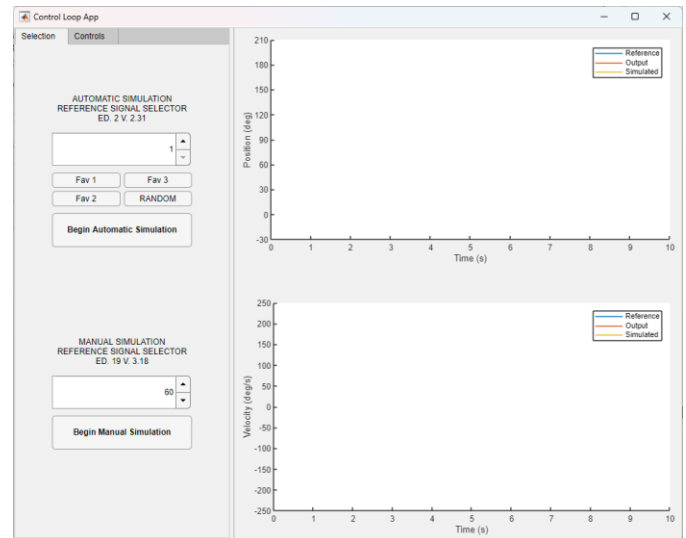 Control Loop App
Selection Controls
AUTOMATIC SIMULATION
REFERENCE SIGNAL SELECTOR
ED. 2 V. 2.31
1
Fav 1 Fav 3
Fav 2 RANDOM
Begin Automatic Simulation
MANUAL SIMULATION
REFERENCE SIGNAL SELECTOR
ED. 19 V. 3.18
60
Begin Manual Simulation
210
180
150
120
90
60
30
0
-30
Position (deg)
0 1 2 3 4 5 6 7 8 9 10
Time (s)
Reference
Output
Simulated
250
200
150
100
50
0
-50
-100
-150
-200
-250
Velocity (deg/s)
0 1 2 3 4 5 6 7 8 9 10
Time (s)
Reference
Output
Simulated